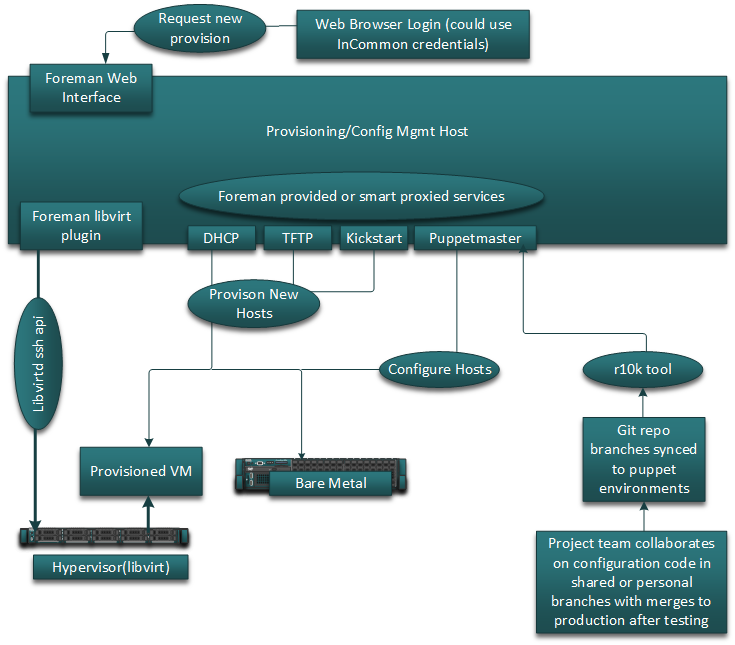 Request new
provision
Web Browser Login (could use
InCommon credentials)
Foreman Web
Interface
Provisioning/Config Mgmt Host
Foreman provided or smart proxied services
Foreman libvirt
plugin
DHCP
TFTP
Kickstart
Puppetmaster
Provison New
Hosts
Libvirtd ssh api
Configure Hosts
r10k tool
Git repo
branches synced
to puppet
environments
Provisioned VM
Bare Metal
Hypervisor(libvirt)
Project team collaborates
on configuration code in
shared or personal
branches with merges to
production after testing